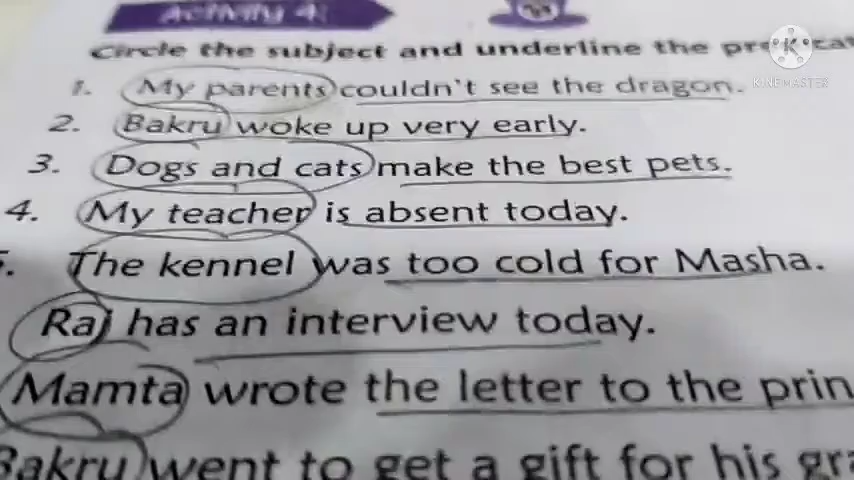 Activity 4:
Circle the subject and underline the
KINEMASTER
1. My parents couldn't see the dragon.
2. Bakru woke up very early.
3. Dogs and cats make the best pets.
4. My teacher is absent today.
The kennel was too cold for Masha.
Raj has an interview today.
Mamta wrote the letter to the prin
Bakru went to get a gift for his gra